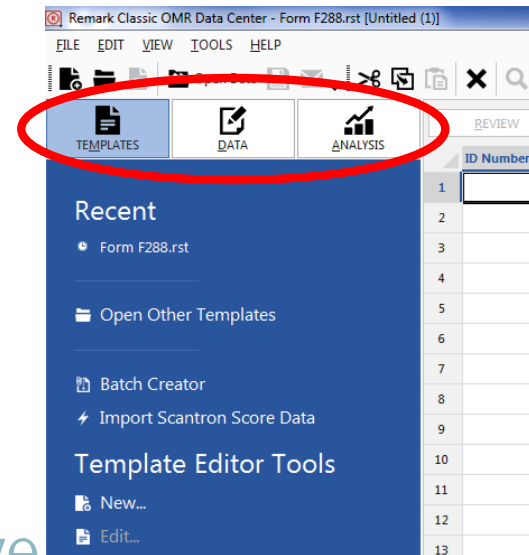 Remark Classic OMR Data Center - Form F288.rst [Untitled (1)]
FILE EDIT VIEW TOOLS HELP
TEMPLATES DATA ANALYSIS
REVIEW
ID Number
Recent
Form F288.rst
Open Other Templates
Batch Creator
Import Scantron Score Data
Template Editor Tools
New...
Edit...
1
2
3
4
5
6
7
8
9
10
11
12
13